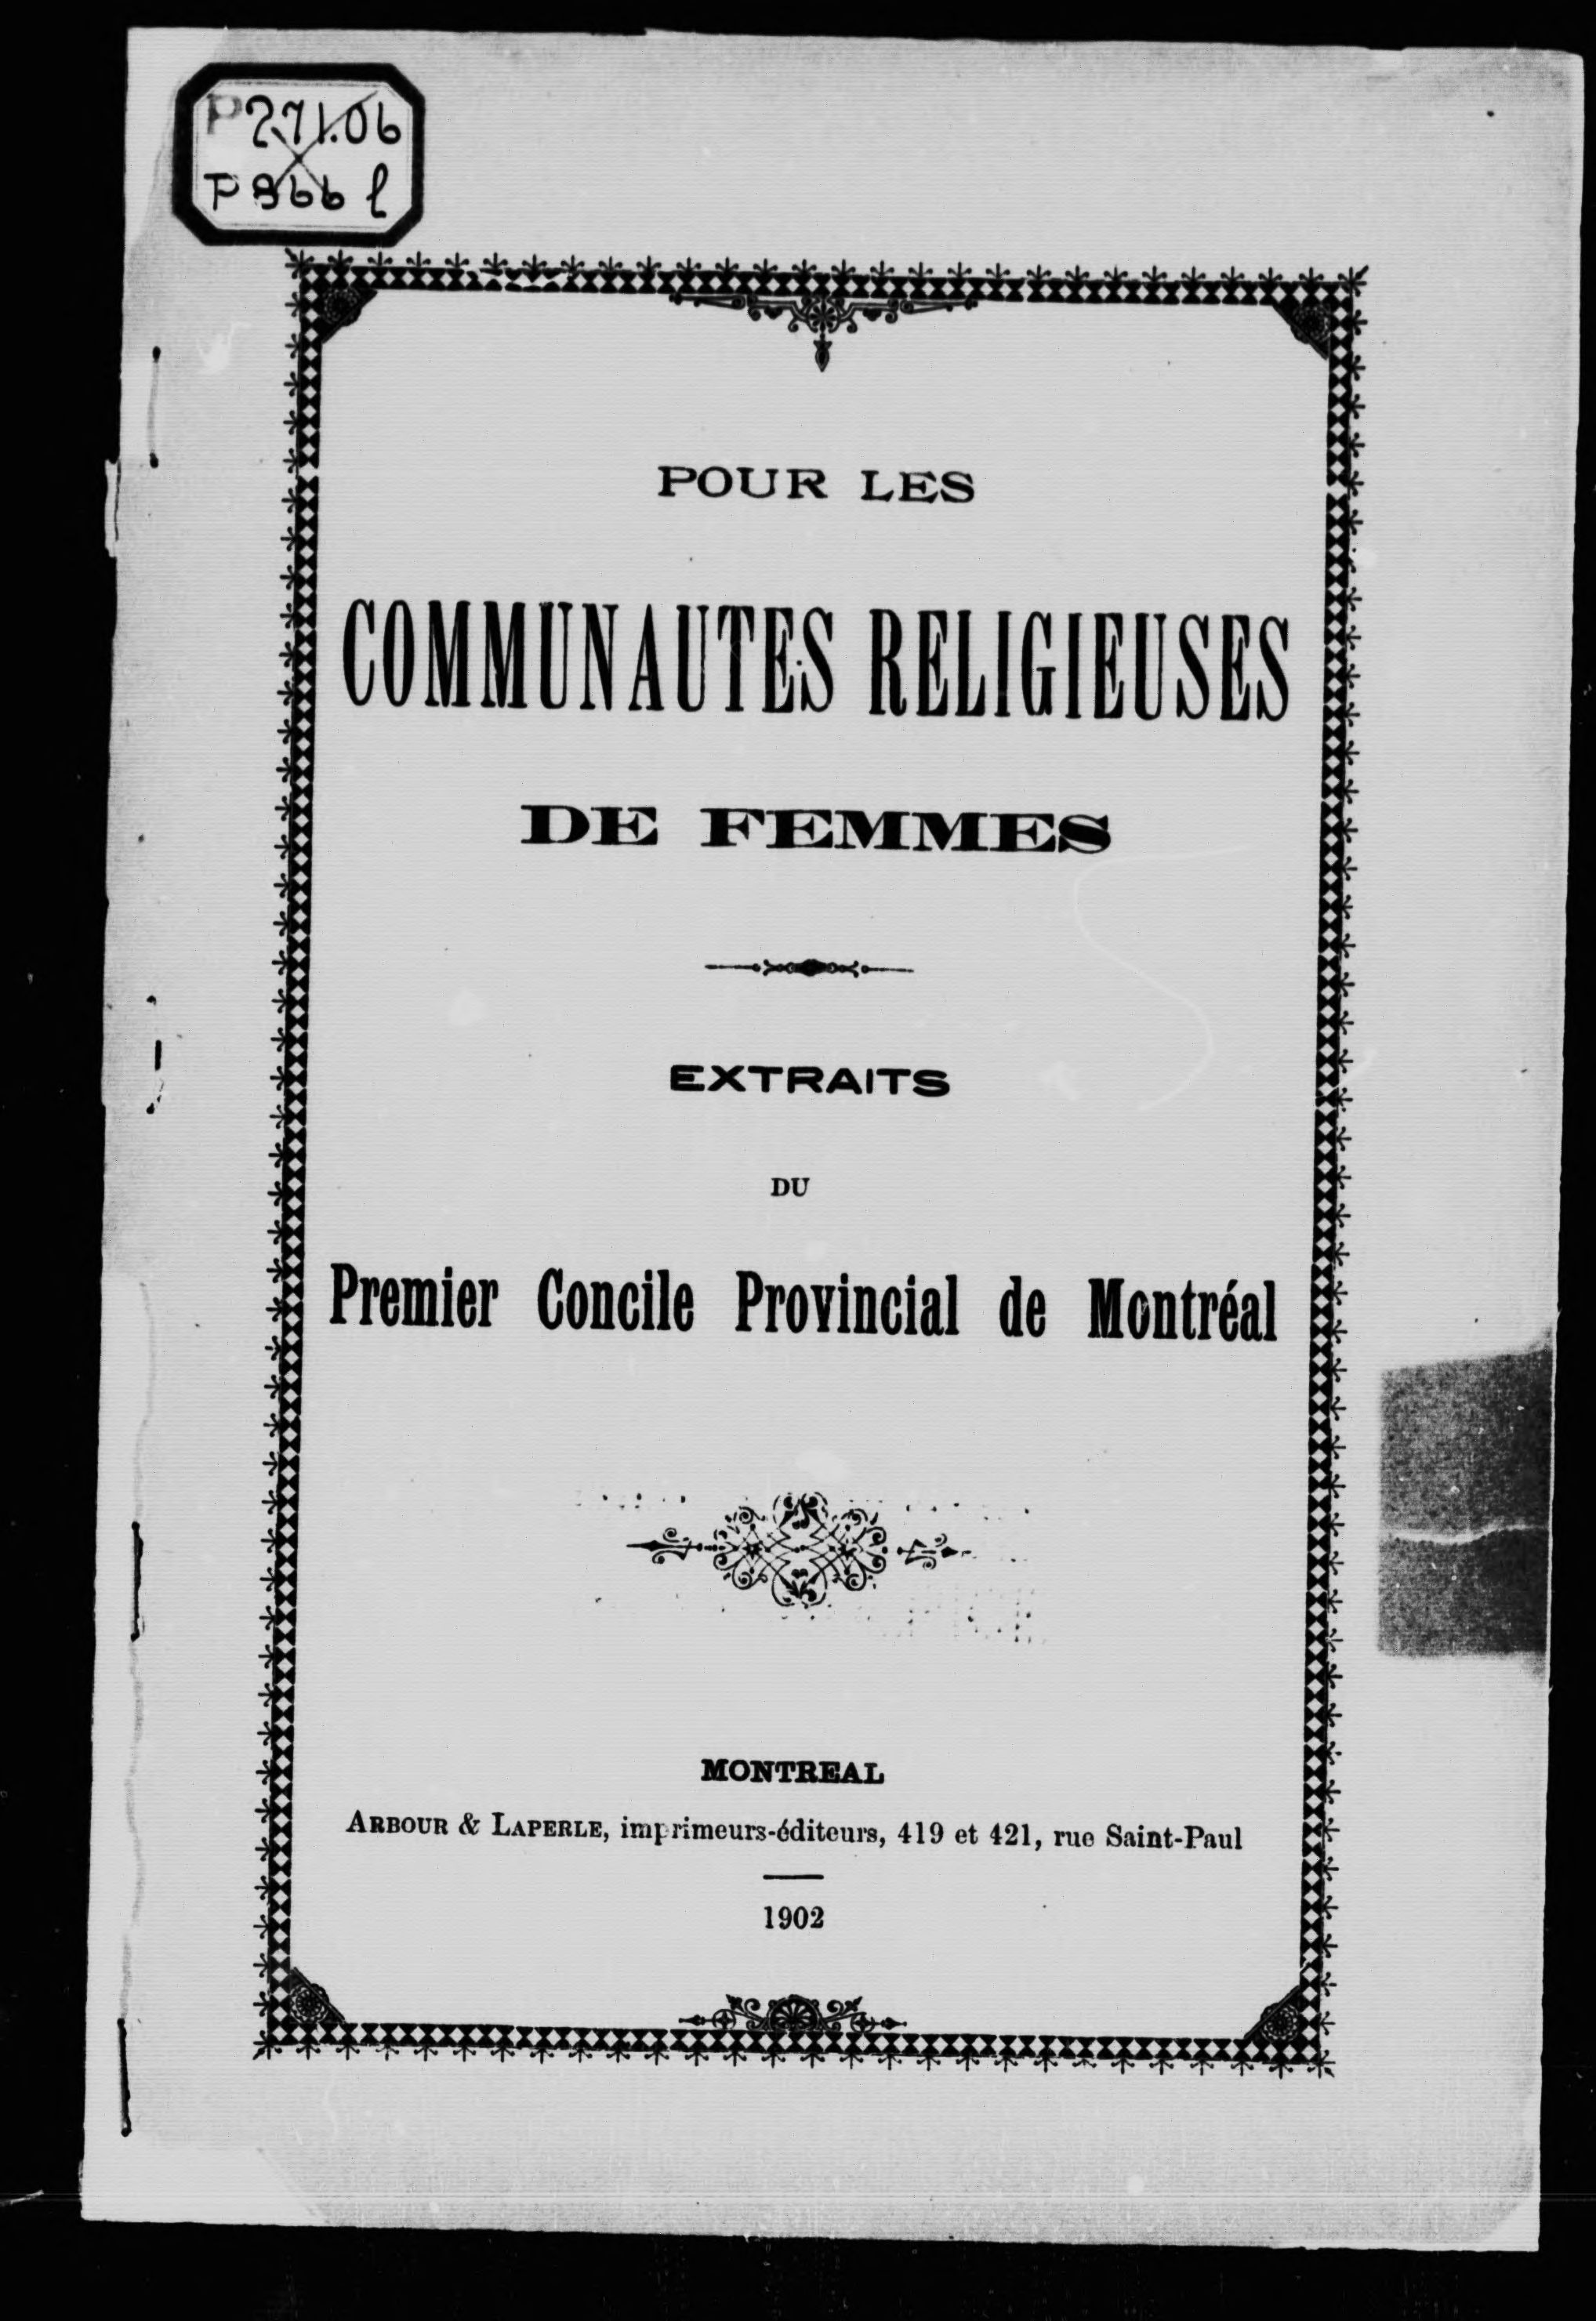 P271.06
P966 l
POUR LES
COMMUNAUTES RELIGIEUSES
DE FEMMES
EXTRAITS
DU
Premier Concile Provincial de Montréal
MONTREAL
ARBOUR & LAPERLE, imprimeurs-éditeurs, 419 et 421, rue Saint-Paul
1902